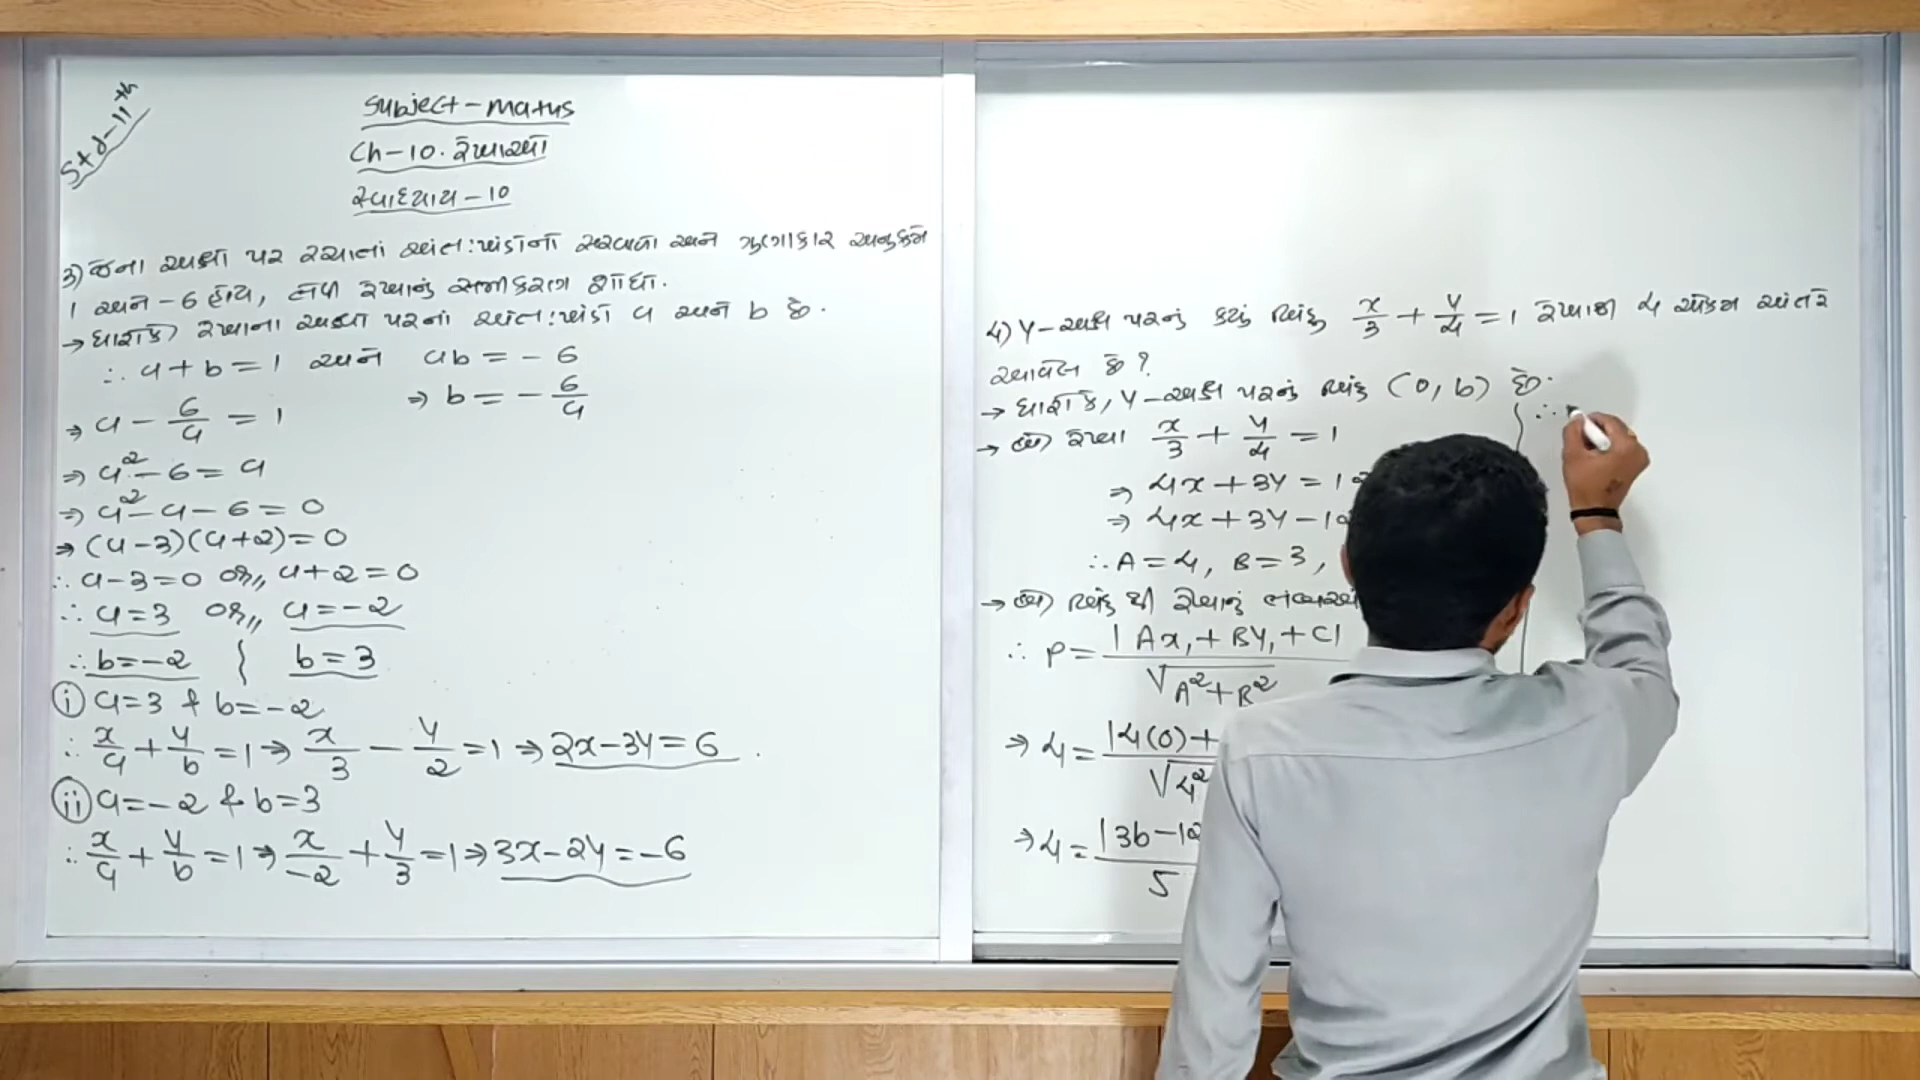 Std-11th
Subject-Maths
Ch-10. રેખાઓ
સ્વાધ્યાય-10
3) જેના અક્ષો પર રચાતાં અંત:ખંડોનો સરવાળો અને ગુણાકાર અનુક્રમે
1 અને -6 હોય, તેવી રેખાનું સમીકરણ શોધો.
→ ધારોકે રેખાના અક્ષો પરનાં અંત:ખંડો a અને b છે.
∴ a+b=1 અને ab=-6
⇒ a-6/a=1 ⇒ b=-6/a
⇒ a²-6=a
⇒ a²-a-6=0
⇒ (a-3)(a+2)=0
∴ a-3=0 or,, a+2=0
∴ a=3 or,, a=-2
∴ b=-2 { b=3
(i) a=3 & b=-2
∴ x/a+y/b=1 ⇒ x/3-y/2=1 ⇒ 2x-3y=6
(ii) a=-2 & b=3
∴ x/a+y/b=1 ⇒ x/-2+y/3=1 ⇒ 3x-2y=-6
4) y-અક્ષ પરનું કયું બિંદુ x/3+y/4=1 રેખાથી 4 એકમ અંતરે
આવેલ છે?
→ ધારો કે, y-અક્ષ પરનું બિંદુ (0, b) છે.
→ રેખા x/3+y/4=1
⇒ 4x+3y=12
⇒ 4x+3y-12
∴ A=4, B=3,
→ બિંદુ થી રેખાનું
∴ P=|Ax₁+By₁+C|/√A²+B²
⇒ 4=|4(0)+/√4²
⇒ 4=|3b-12/5
∴